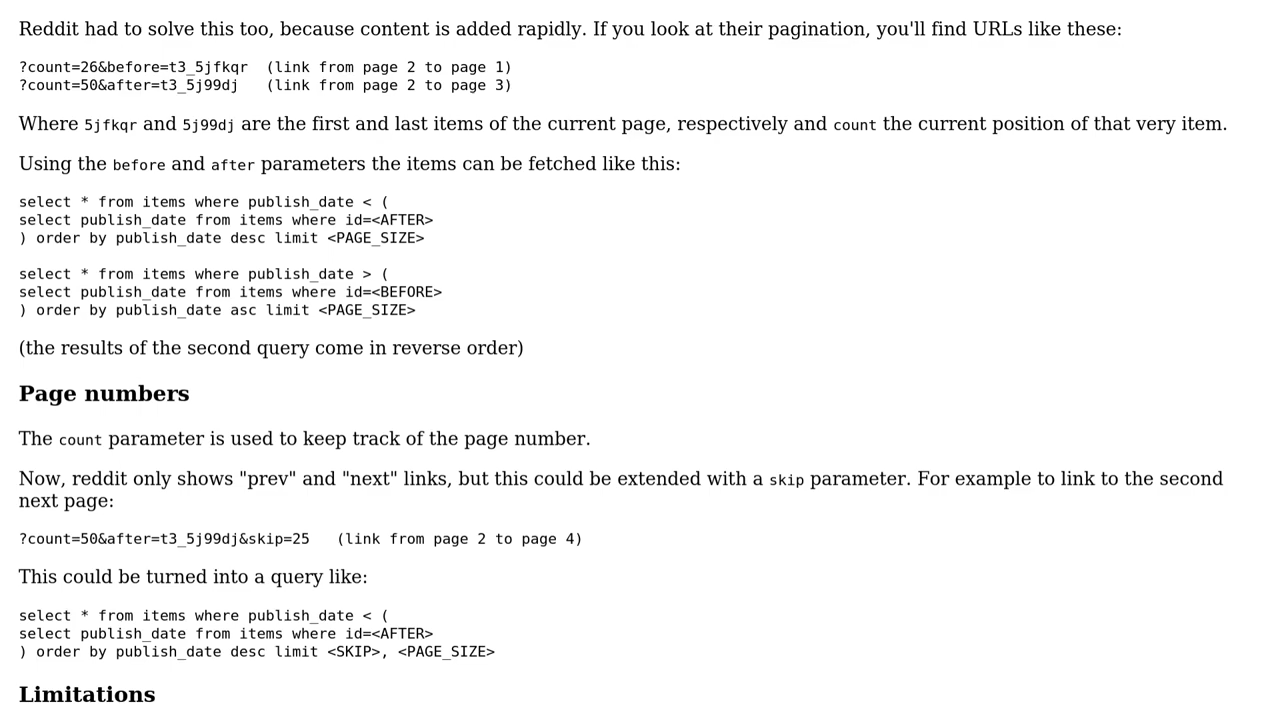 Reddit had to solve this too, because content is added rapidly. If you look at their pagination, you'll find URLs like these:
?count=26&before=t3_5jfkqr  (link from page 2 to page 1)
?count=50&after=t3_5j99dj   (link from page 2 to page 3)
Where 5jfkqr and 5j99dj are the first and last items of the current page, respectively and count the current position of that very item.
Using the before and after parameters the items can be fetched like this:
select * from items where publish_date < (
select publish_date from items where id=<AFTER>
) order by publish_date desc limit <PAGE_SIZE>
select * from items where publish_date > (
select publish_date from items where id=<BEFORE>
) order by publish_date asc limit <PAGE_SIZE>
(the results of the second query come in reverse order)
Page numbers
The count parameter is used to keep track of the page number.
Now, reddit only shows "prev" and "next" links, but this could be extended with a skip parameter. For example to link to the second
next page:
?count=50&after=t3_5j99dj&skip=25   (link from page 2 to page 4)
This could be turned into a query like:
select * from items where publish_date < (
select publish_date from items where id=<AFTER>
) order by publish_date desc limit <SKIP>, <PAGE_SIZE>
Limitations